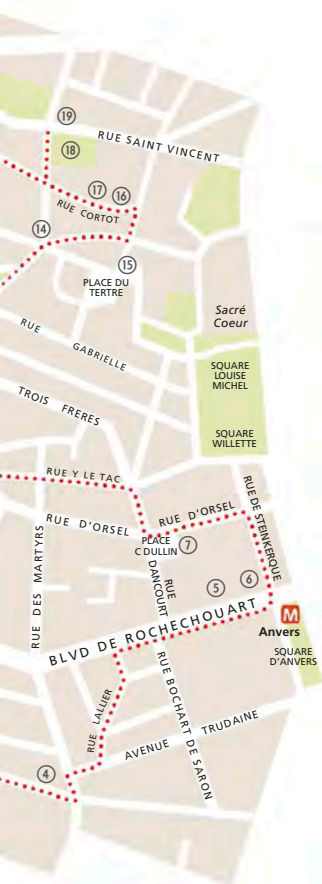 19
RUE SAINT VINCENT
18
17
16
RUE CORTOT
14
15
PLACE DU
TERTRE
Sacré
Coeur
RUE GABRIELLE
SQUARE
LOUISE
MICHEL
TROIS FRERES
SQUARE
WILLETTE
RUE Y LE TAC
RUE DE STEINKERQUE
RUE D'ORSEL
RUE D'ORSEL
PLACE
C DULLIN
7
RUE DES MARTYRS
RUE
DANCOURT
5
6
BLVD DE ROCHECHOUART
M
Anvers
SQUARE
D'ANVERS
RUE LALLIER
RUE BOCHART DE SARON
AVENUE TRUDAINE
4